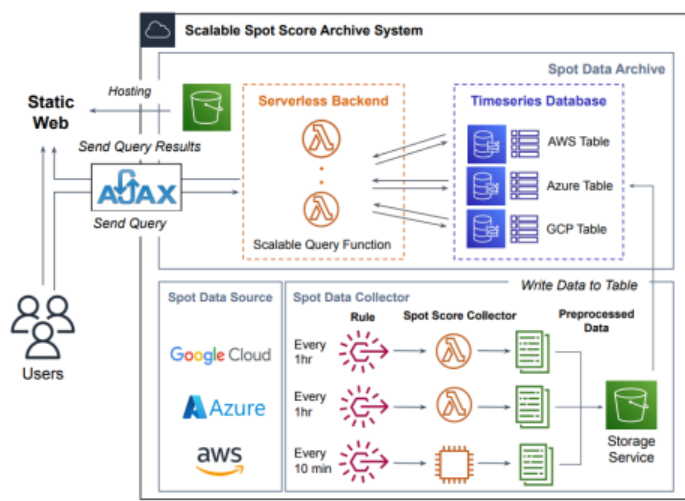 Scalable Spot Score Archive System
Spot Data Archive
Hosting
Static
Web
Serverless Backend
Timeseries Database
Send Query Results
AJAX
Send Query
AWS Table
Azure Table
GCP Table
Scalable Query Function
Write Data to Table
Users
Spot Data Source
Google Cloud
Azure
aws
Spot Data Collector
Rule
Spot Score Collector
Preprocessed
Data
Every
1hr
Every
1hr
Every
10 min
Storage
Service